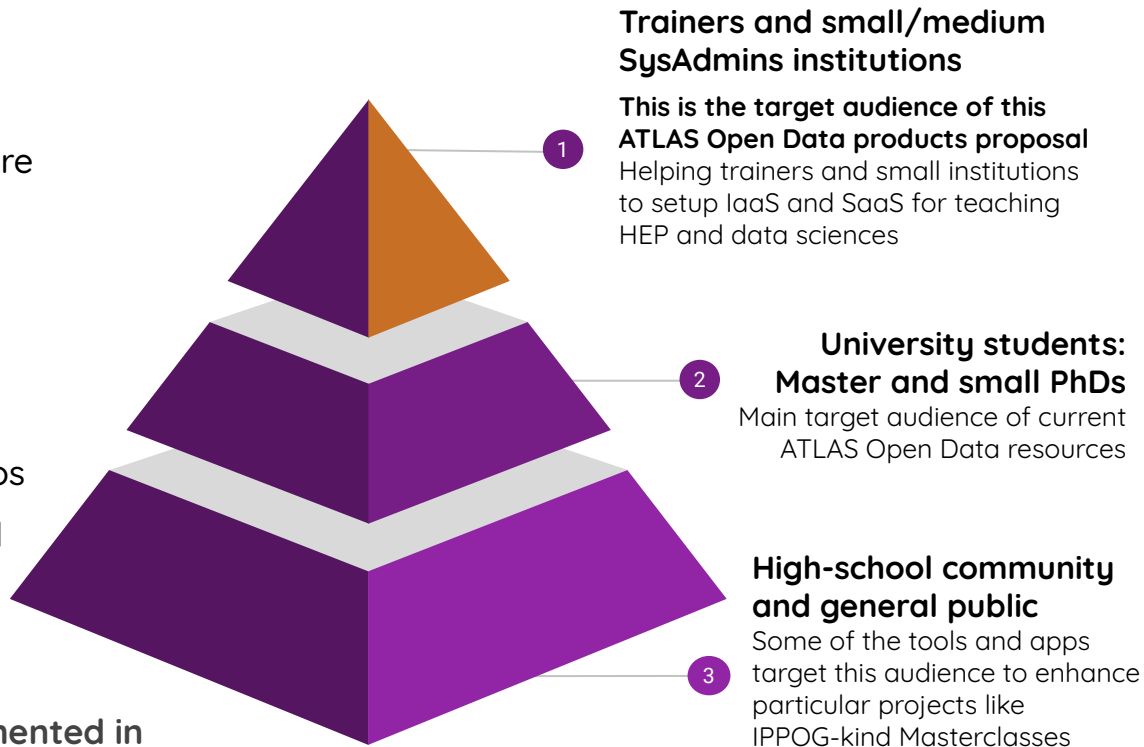 Trainers and small/medium
SysAdmins institutions
This is the target audience of this
ATLAS Open Data products proposal
Helping trainers and small institutions
to setup IaaS and SaaS for teaching
HEP and data sciences
1
re
University students:
Master and small PhDs
Main target audience of current
ATLAS Open Data resources
2
High-school community
and general public
Some of the tools and apps
target this audience to enhance
particular projects like
IPPOG-kind Masterclasses
3
nented in